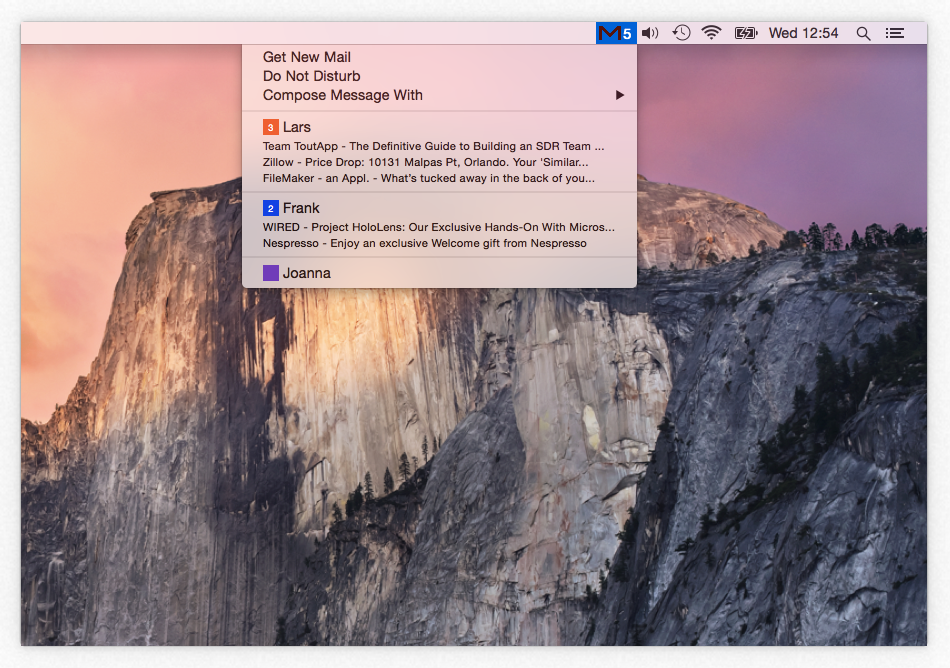 M5 Wed 12:54
Get New Mail
Do Not Disturb
Compose Message With
3 Lars
Team ToutApp - The Definitive Guide to Building an SDR Team ...
Zillow - Price Drop: 10131 Malpas Pt, Orlando. Your 'Similar...
FileMaker - an Appl. - What's tucked away in the back of you...
2 Frank
WIRED - Project HoloLens: Our Exclusive Hands-On With Micros...
Nespresso - Enjoy an exclusive Welcome gift from Nespresso
Joanna